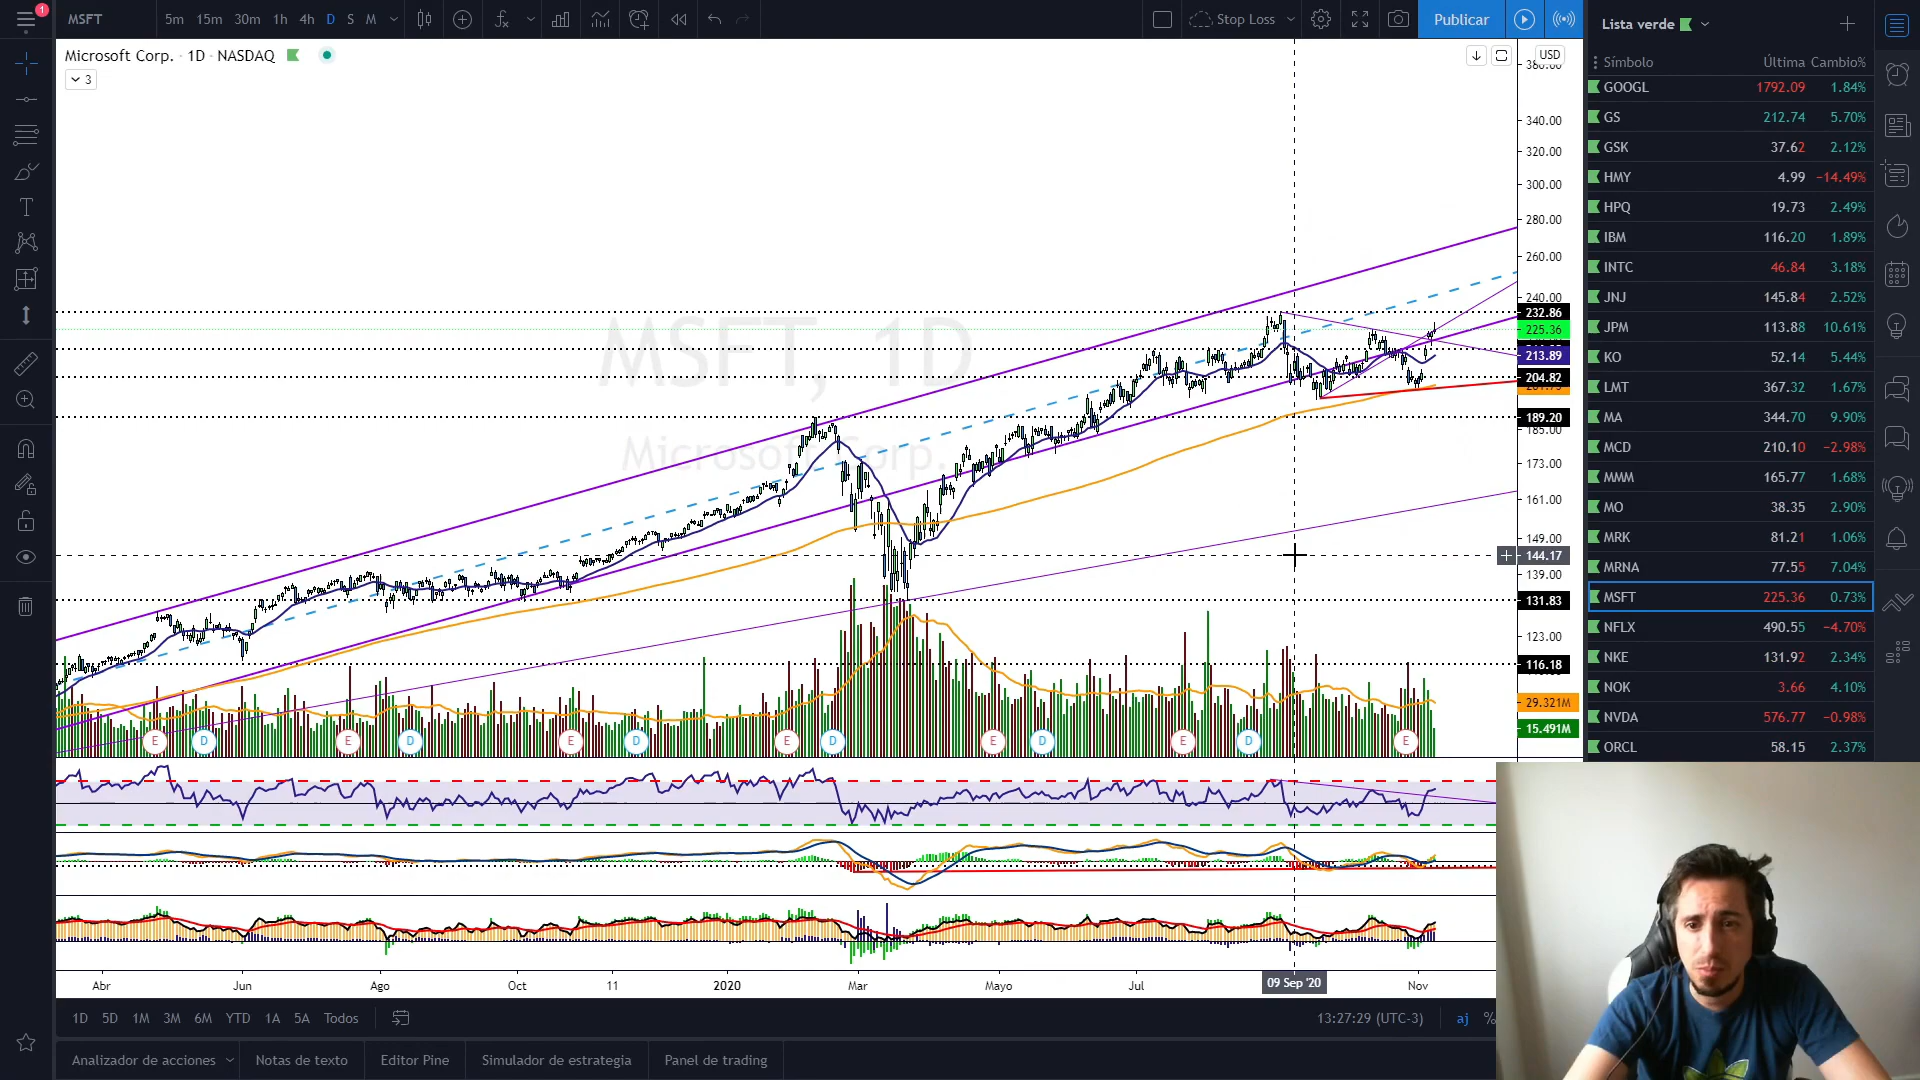 1
MSFT 5m 15m 30m 1h 4h D S M
Stop Loss Publicar
Lista verde
Microsoft Corp. · 1D · NASDAQ
3
USD
Símbolo Última Cambio%
GOOGL 1792.09 1.84%
GS 212.74 5.70%
GSK 37.62 2.12%
HMY 4.99 −14.49%
HPQ 19.73 2.49%
IBM 116.20 1.89%
INTC 46.84 3.18%
JNJ 145.84 2.52%
JPM 113.88 10.61%
KO 52.14 5.44%
LMT 367.32 1.67%
MA 344.70 9.90%
MCD 210.10 −2.98%
MMM 165.77 1.68%
MO 38.35 2.90%
MRK 81.21 1.06%
MRNA 77.55 7.04%
MSFT 225.36 0.73%
NFLX 490.55 −4.70%
NKE 131.92 2.34%
NOK 3.66 4.10%
NVDA 576.77 −0.98%
ORCL 58.15 2.37%
MSFT, 1D
Microsoft Corp.
340.00
320.00
300.00
280.00
260.00
240.00
232.86
225.36
213.89
204.82
189.20
185.00
173.00
161.00
149.00
144.17
139.00
131.83
123.00
116.18
29.321M
15.491M
E D E D E D E D E D E D E
Abr Jun Ago Oct 11 2020 Mar Mayo Jul 09 Sep '20 Nov
1D 5D 1M 3M 6M YTD 1A 5A Todos
13:27:29 (UTC-3) aj %
Analizador de acciones Notas de texto Editor Pine Simulador de estrategia Panel de trading